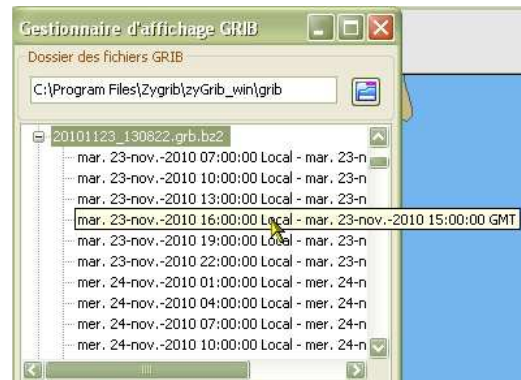 Gestionnaire d'affichage GRIB
Dossier des fichiers GRIB
C:\Program Files\Zygrib\zyGrib_win\grib
20101123_130822.grb.bz2
mar. 23-nov.-2010 07:00:00 Local - mar. 23-n
mar. 23-nov.-2010 10:00:00 Local - mar. 23-n
mar. 23-nov.-2010 13:00:00 Local - mar. 23-n
mar. 23-nov.-2010 16:00:00 Local - mar. 23-nov.-2010 15:00:00 GMT
mar. 23-nov.-2010 19:00:00 Local - mar. 23-n
mar. 23-nov.-2010 22:00:00 Local - mar. 23-n
mer. 24-nov.-2010 01:00:00 Local - mer. 24-n
mer. 24-nov.-2010 04:00:00 Local - mer. 24-n
mer. 24-nov.-2010 07:00:00 Local - mer. 24-n
mer. 24-nov.-2010 10:00:00 Local - mer. 24-n